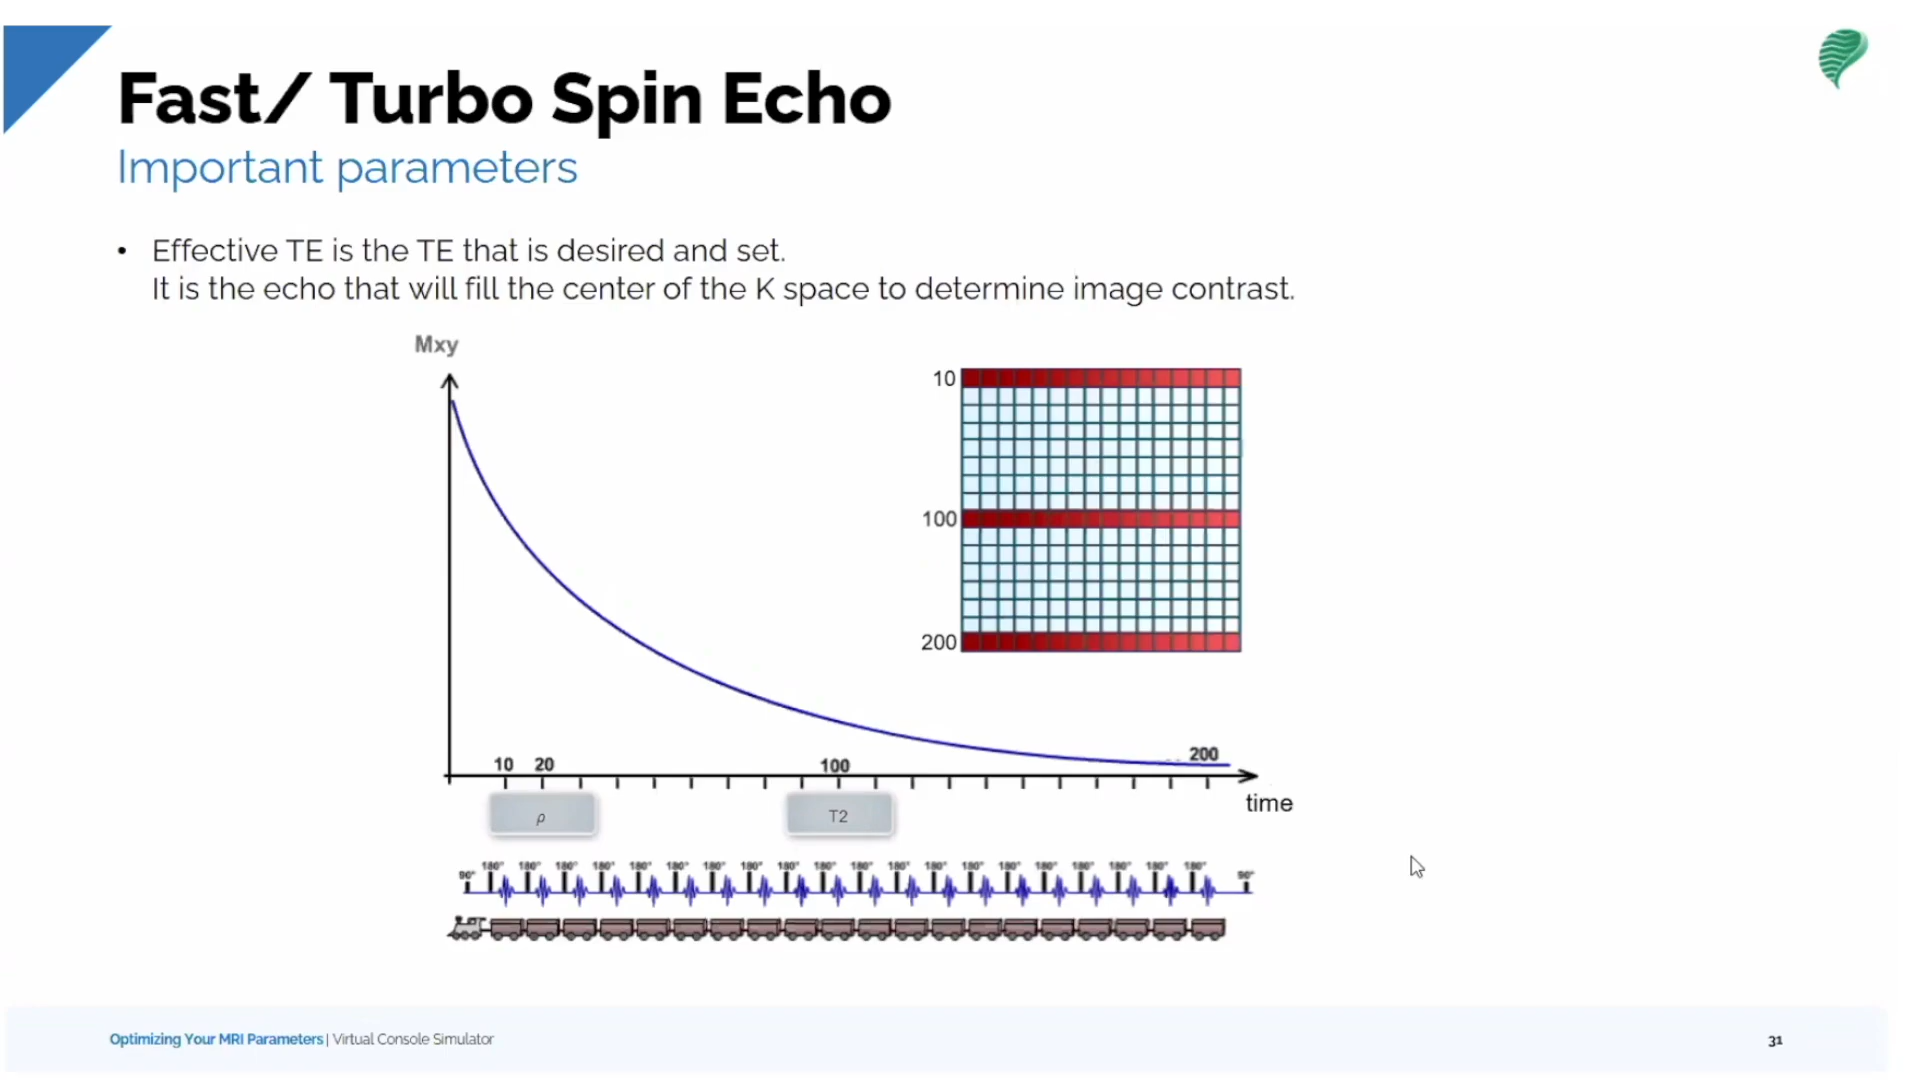 Fast/ Turbo Spin Echo
Important parameters
• Effective TE is the TE that is desired and set.
It is the echo that will fill the center of the K space to determine image contrast.
Mxy
10
100
200
10 20 100 200
time
ρ T2
90° 180° 180° 180° 180° 180° 180° 180° 180° 180° 180° 180° 180° 180° 180° 180° 180° 180° 180° 180° 180° 90°
Optimizing Your MRI Parameters | Virtual Console Simulator
31